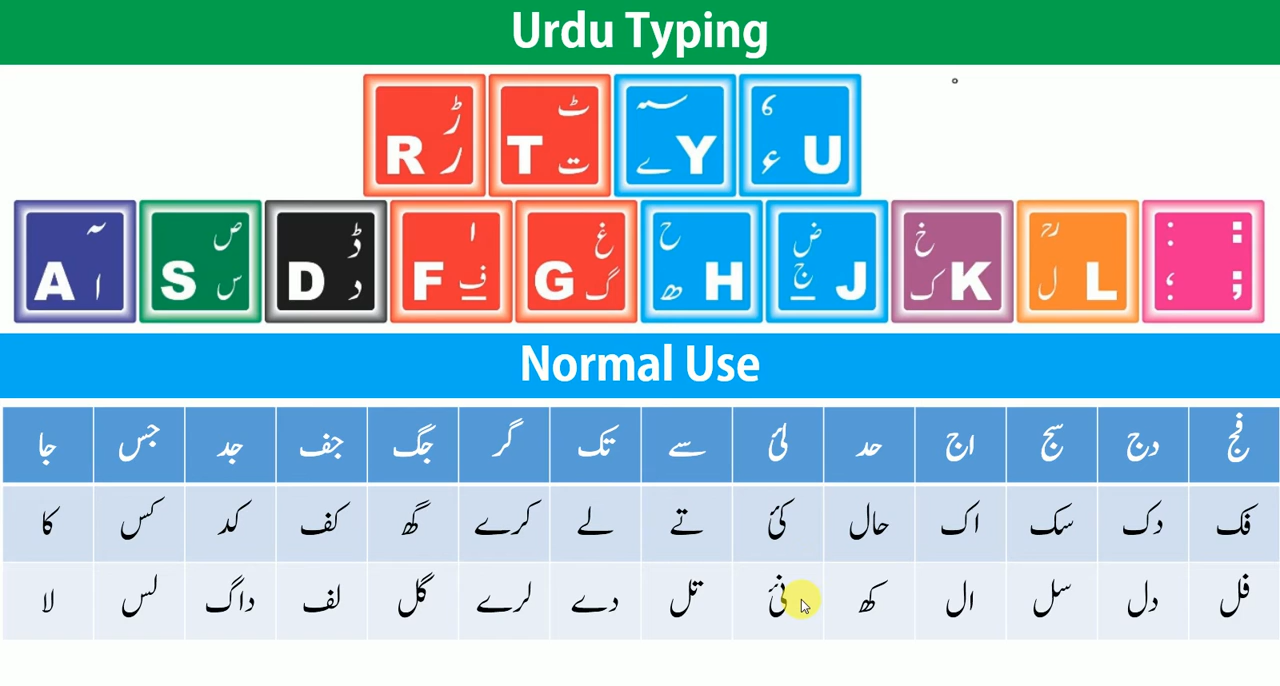 Urdu Typing
R ڑ ر T ٹ ت Y ے U ء
A آ ا S ص س D ڈ د F ا ف G غ گ H ح ھ J ض ج K خ ک L ل : ؛ : ;
Normal Use
فج دج سج اج حد لئ سے تک گر جگ جف جد جس جا
فک دک سک اک حال کئ تے لے کرے گھ کف کد کس کا
فل دل سل ال کھ نئ تل دے لرے گل لف داگ لس لا